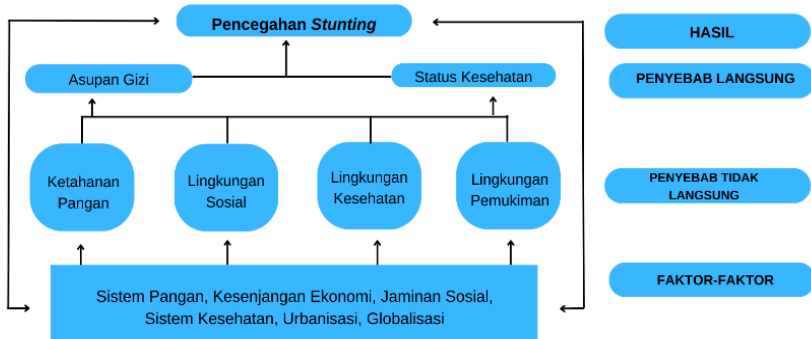 Pencegahan Stunting
HASIL
Asupan Gizi
Status Kesehatan
PENYEBAB LANGSUNG
Ketahanan
Pangan
Lingkungan
Sosial
Lingkungan
Kesehatan
Lingkungan
Pemukiman
PENYEBAB TIDAK
LANGSUNG
Sistem Pangan, Kesenjangan Ekonomi, Jaminan Sosial,
Sistem Kesehatan, Urbanisasi, Globalisasi
FAKTOR-FAKTOR